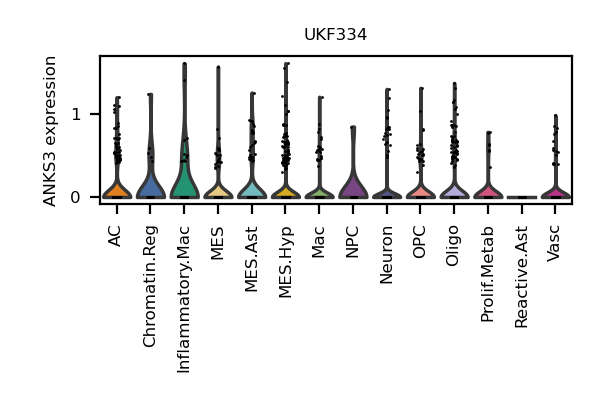 UKF334
ANKS3 expression
1
0
AC
Chromatin.Reg
Inflammatory.Mac
MES
MES.Ast
MES.Hyp
Mac
NPC
Neuron
OPC
Oligo
Prolif.Metab
Reactive.Ast
Vasc